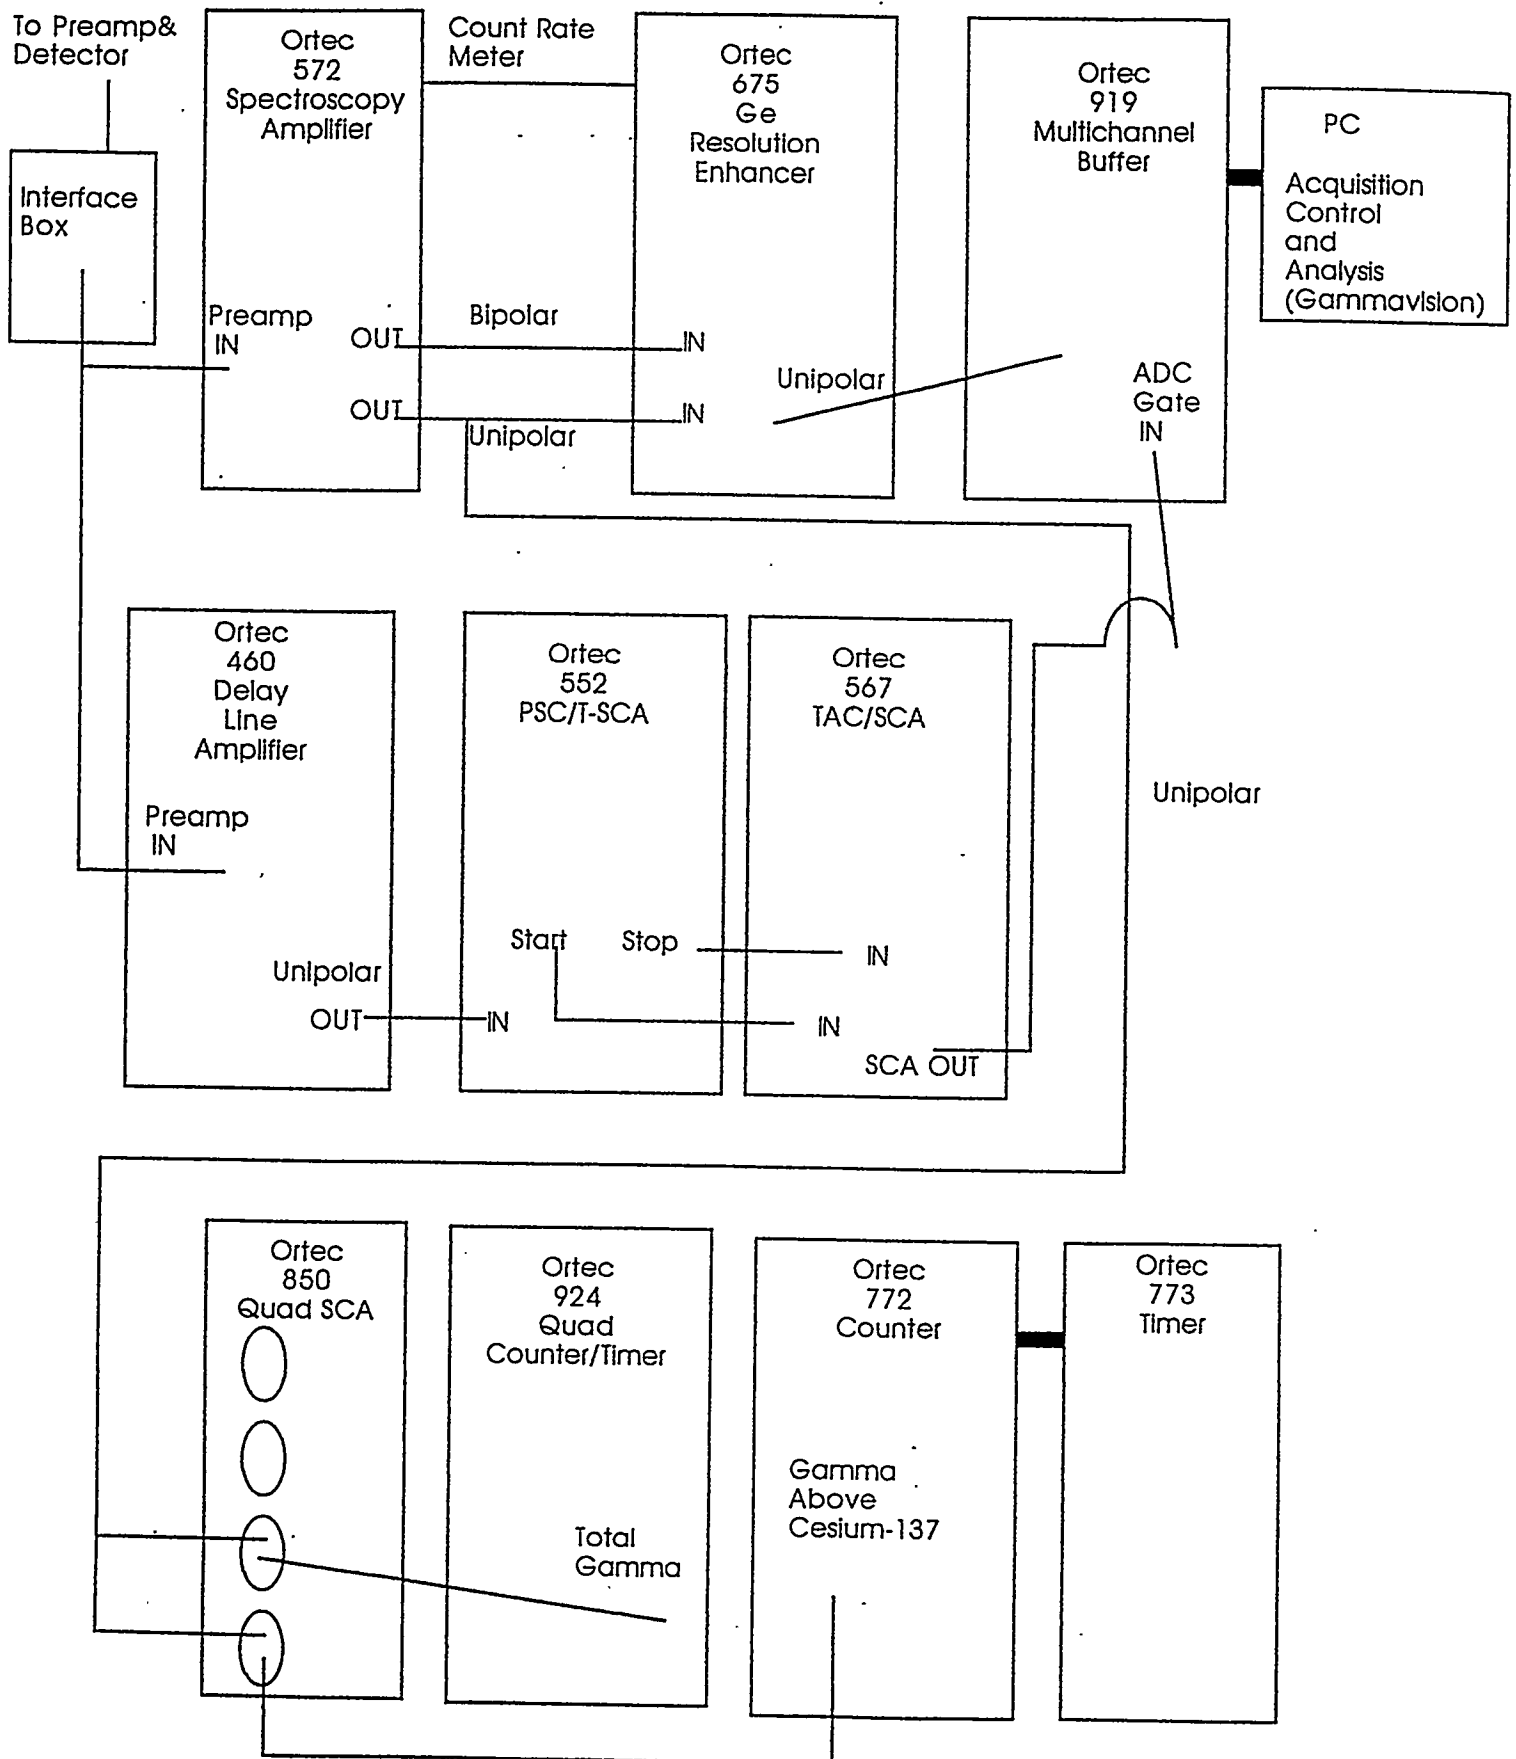 To Preamp&
Detector
Interface
Box
Ortec
572
Spectroscopy
Amplifier
Preamp
IN
OUT
OUT
Count Rate
Meter
Bipolar
Unipolar
Ortec
675
Ge
Resolution
Enhancer
IN
IN
Unipolar
Ortec
919
Multichannel
Buffer
ADC
Gate
IN
PC
Acquisition
Control
and
Analysis
(Gammavision)
Ortec
460
Delay
Line
Amplifier
Preamp
IN
Unipolar
OUT
Ortec
552
PSC/T-SCA
Start
Stop
IN
Ortec
567
TAC/SCA
IN
IN
SCA OUT
Unipolar
Ortec
850
Quad SCA
Ortec
924
Quad
Counter/Timer
Total
Gamma
Ortec
772
Counter
Gamma
Above
Cesium-137
Ortec
773
Timer